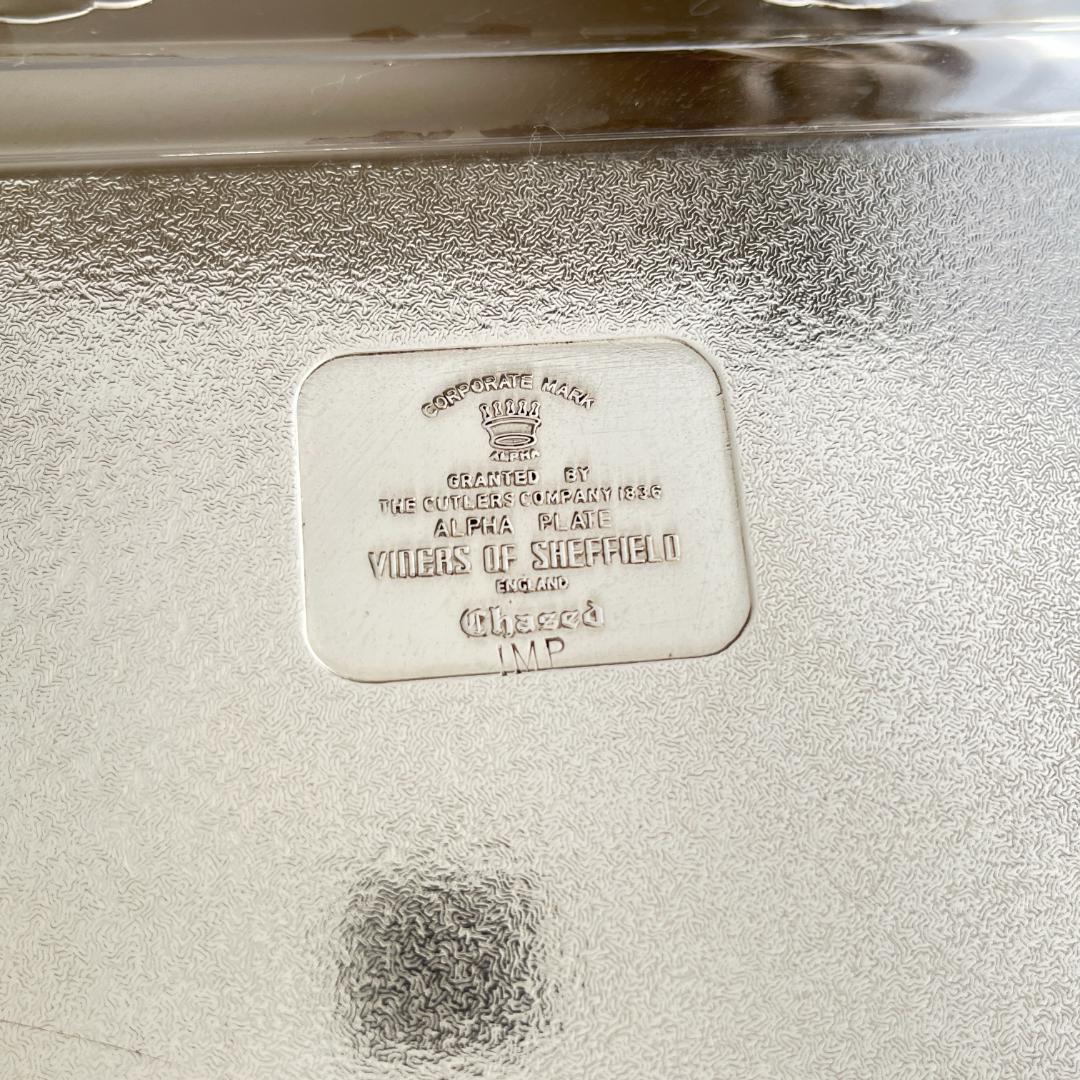 CORPORATE MARK
ALPHA
GRANTED BY
THE CUTLERS COMPANY 1836
ALPHA PLATE
VINERS OF SHEFFIELD
ENGLAND
Chased
IMP